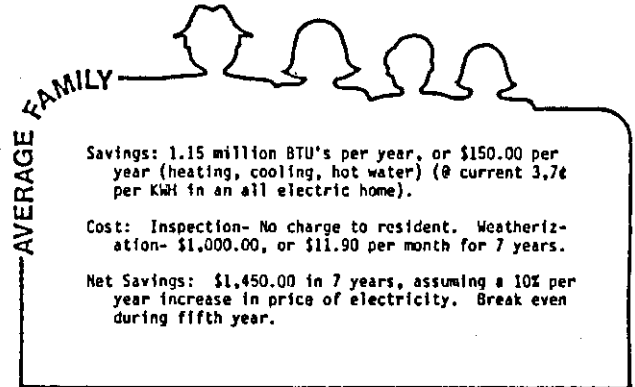 AVERAGE FAMILY
Savings: 1.15 million BTU's per year, or $150.00 per
year (heating, cooling, hot water) (@ current 3.7¢
per KWH in an all electric home).
Cost: Inspection- No charge to resident. Weatheriz-
ation- $1,000.00, or $11.90 per month for 7 years.
Net Savings: $1,450.00 in 7 years, assuming a 10% per
year increase in price of electricity. Break even
during fifth year.